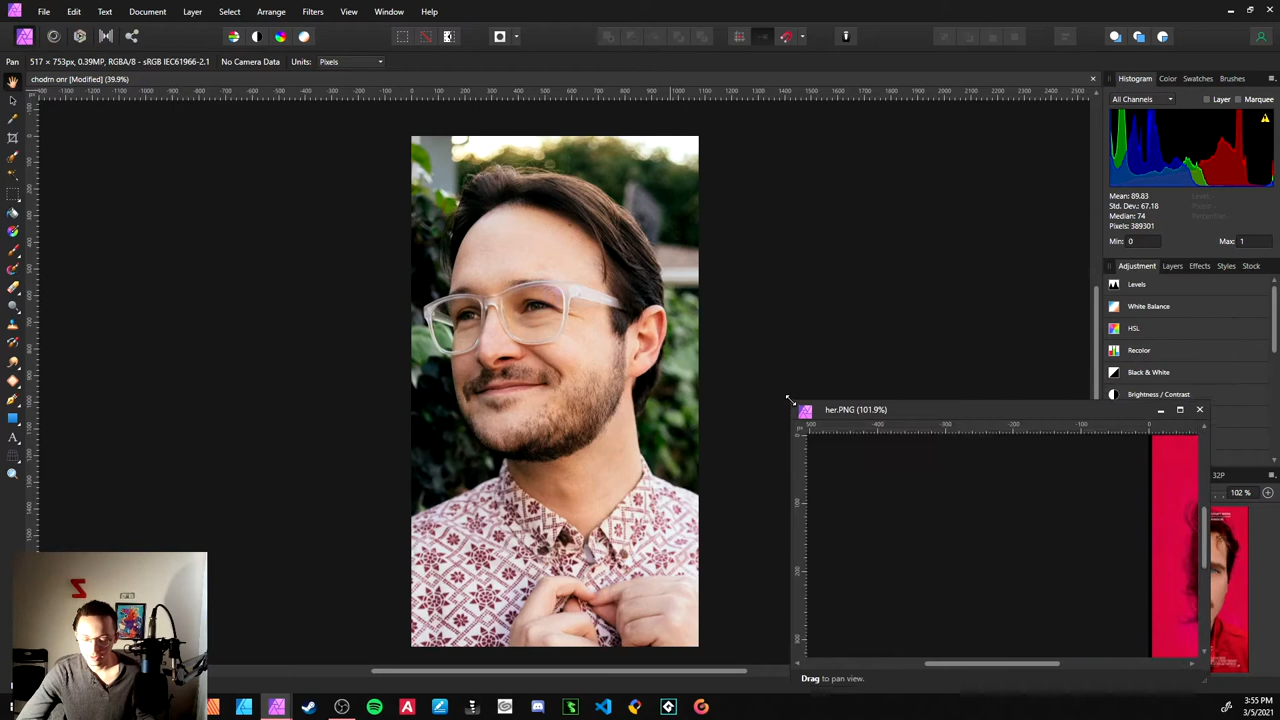 File Edit Text Document Layer Select Arrange Filters View Window Help
Pan 517 × 753px, 0.39MP, RGBA/8 - sRGB IEC61966-2.1 No Camera Data Units: Pixels
chodrn onr [Modified] (39.9%)
Histogram Color Swatches Brushes
All Channels Layer Marquee
Mean: 69.83
Std. Dev.: 67.18
Median: 74
Pixels: 389301
Level:
Min: 0 Max: 1
Adjustment Layers Effects Styles Stock
Levels
White Balance
HSL
Recolor
Black & White
Brightness / Contrast
her.PNG (101.9%)
32P
102 %
Drag to pan view.
3:55 PM
3/5/2021